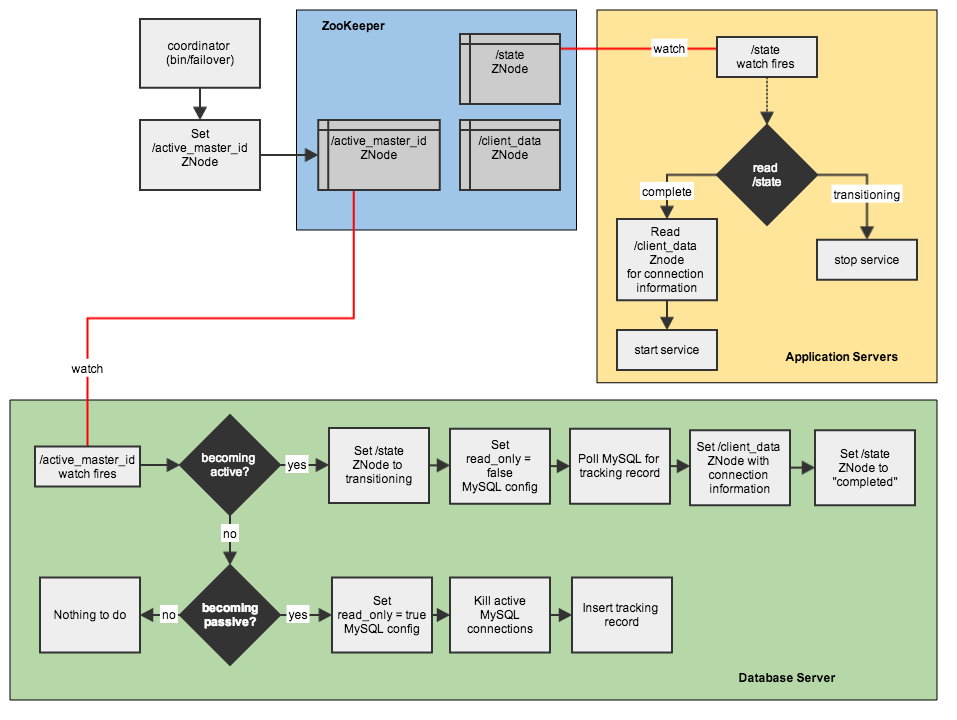 coordinator
(bin/failover)
Set
/active_master_id
ZNode
ZooKeeper
/state
ZNode
/active_master_id
ZNode
/client_data
ZNode
watch
/state
watch fires
read
/state
complete
transitioning
Read
/client_data
Znode
for connection
information
stop service
start service
Application Servers
watch
/active_master_id
watch fires
becoming
active?
yes
Set /state
ZNode to
transitioning
Set
read_only =
false
MySQL config
Poll MySQL for
tracking record
Set /client_data
ZNode with
connection
information
Set /state
ZNode to
"completed"
no
Nothing to do
no
becoming
passive?
yes
Set
read_only = true
MySQL config
Kill active
MySQL
connections
Insert tracking
record
Database Server